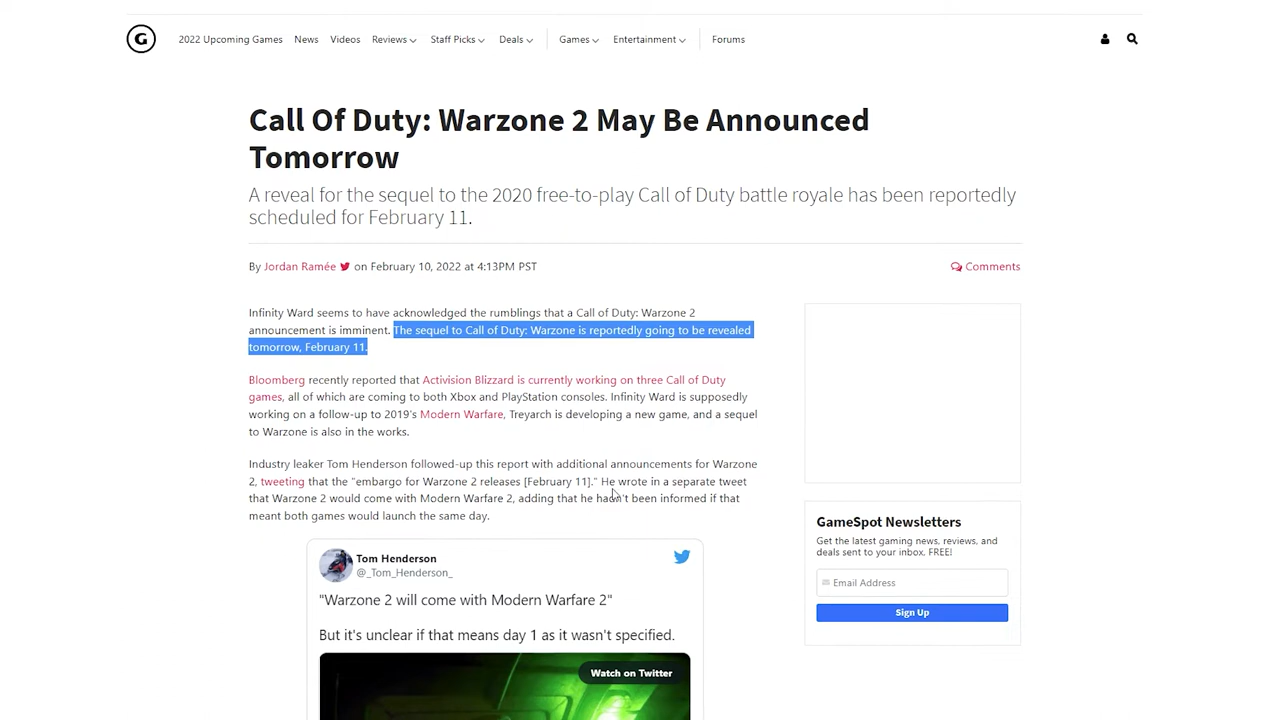 G
2022 Upcoming Games News Videos Reviews Staff Picks Deals Games Entertainment Forums
Call Of Duty: Warzone 2 May Be Announced
Tomorrow
A reveal for the sequel to the 2020 free-to-play Call of Duty battle royale has been reportedly
scheduled for February 11.
By Jordan Ramée on February 10, 2022 at 4:13PM PST
Comments
Infinity Ward seems to have acknowledged the rumblings that a Call of Duty: Warzone 2
announcement is imminent. The sequel to Call of Duty: Warzone is reportedly going to be revealed
tomorrow, February 11.
Bloomberg recently reported that Activision Blizzard is currently working on three Call of Duty
games, all of which are coming to both Xbox and PlayStation consoles. Infinity Ward is supposedly
working on a follow-up to 2019's Modern Warfare, Treyarch is developing a new game, and a sequel
to Warzone is also in the works.
Industry leaker Tom Henderson followed-up this report with additional announcements for Warzone
2, tweeting that the "embargo for Warzone 2 releases [February 11]." He wrote in a separate tweet
that Warzone 2 would come with Modern Warfare 2, adding that he hadn't been informed if that
meant both games would launch the same day.
Tom Henderson
@_Tom_Henderson_
"Warzone 2 will come with Modern Warfare 2"
But it's unclear if that means day 1 as it wasn't specified.
Watch on Twitter
GameSpot Newsletters
Get the latest gaming news, reviews, and
deals sent to your inbox, FREE!
Email Address
Sign Up